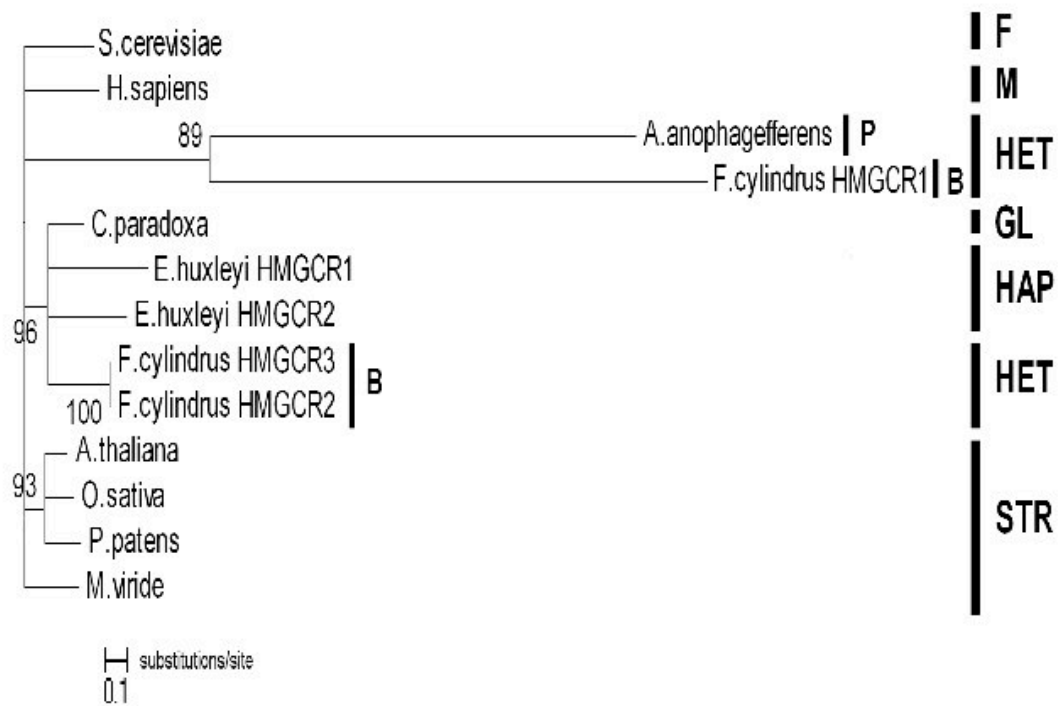 S.cerevisiae F
H.sapiens M
89 A.anophagefferens P HET
F.cylindrus HMGCR1 B
C.paradoxa GL
E.huxleyi HMGCR1 HAP
E.huxleyi HMGCR2
96
F.cylindrus HMGCR3 B HET
100 F.cylindrus HMGCR2
A.thaliana
93 O.sativa STR
P.patens
M.viride
substitutions/site
0.1